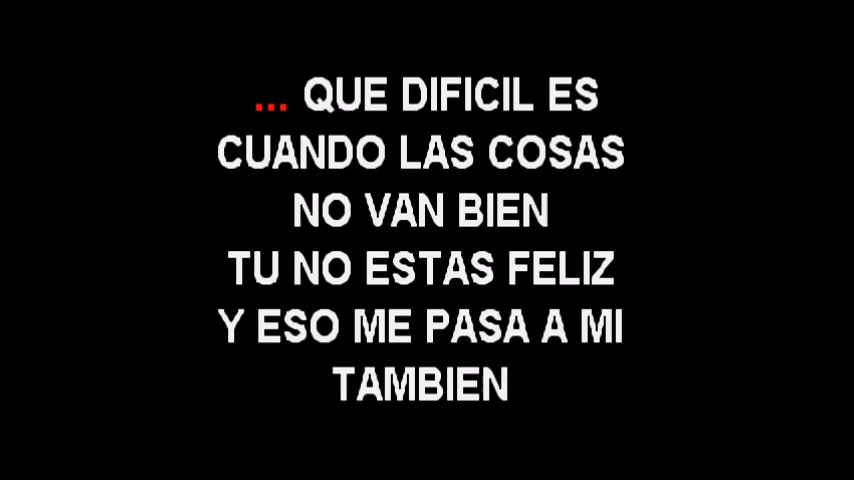 ... QUE DIFICIL ES
CUANDO LAS COSAS
NO VAN BIEN
TU NO ESTAS FELIZ
Y ESO ME PASA A MI
TAMBIEN